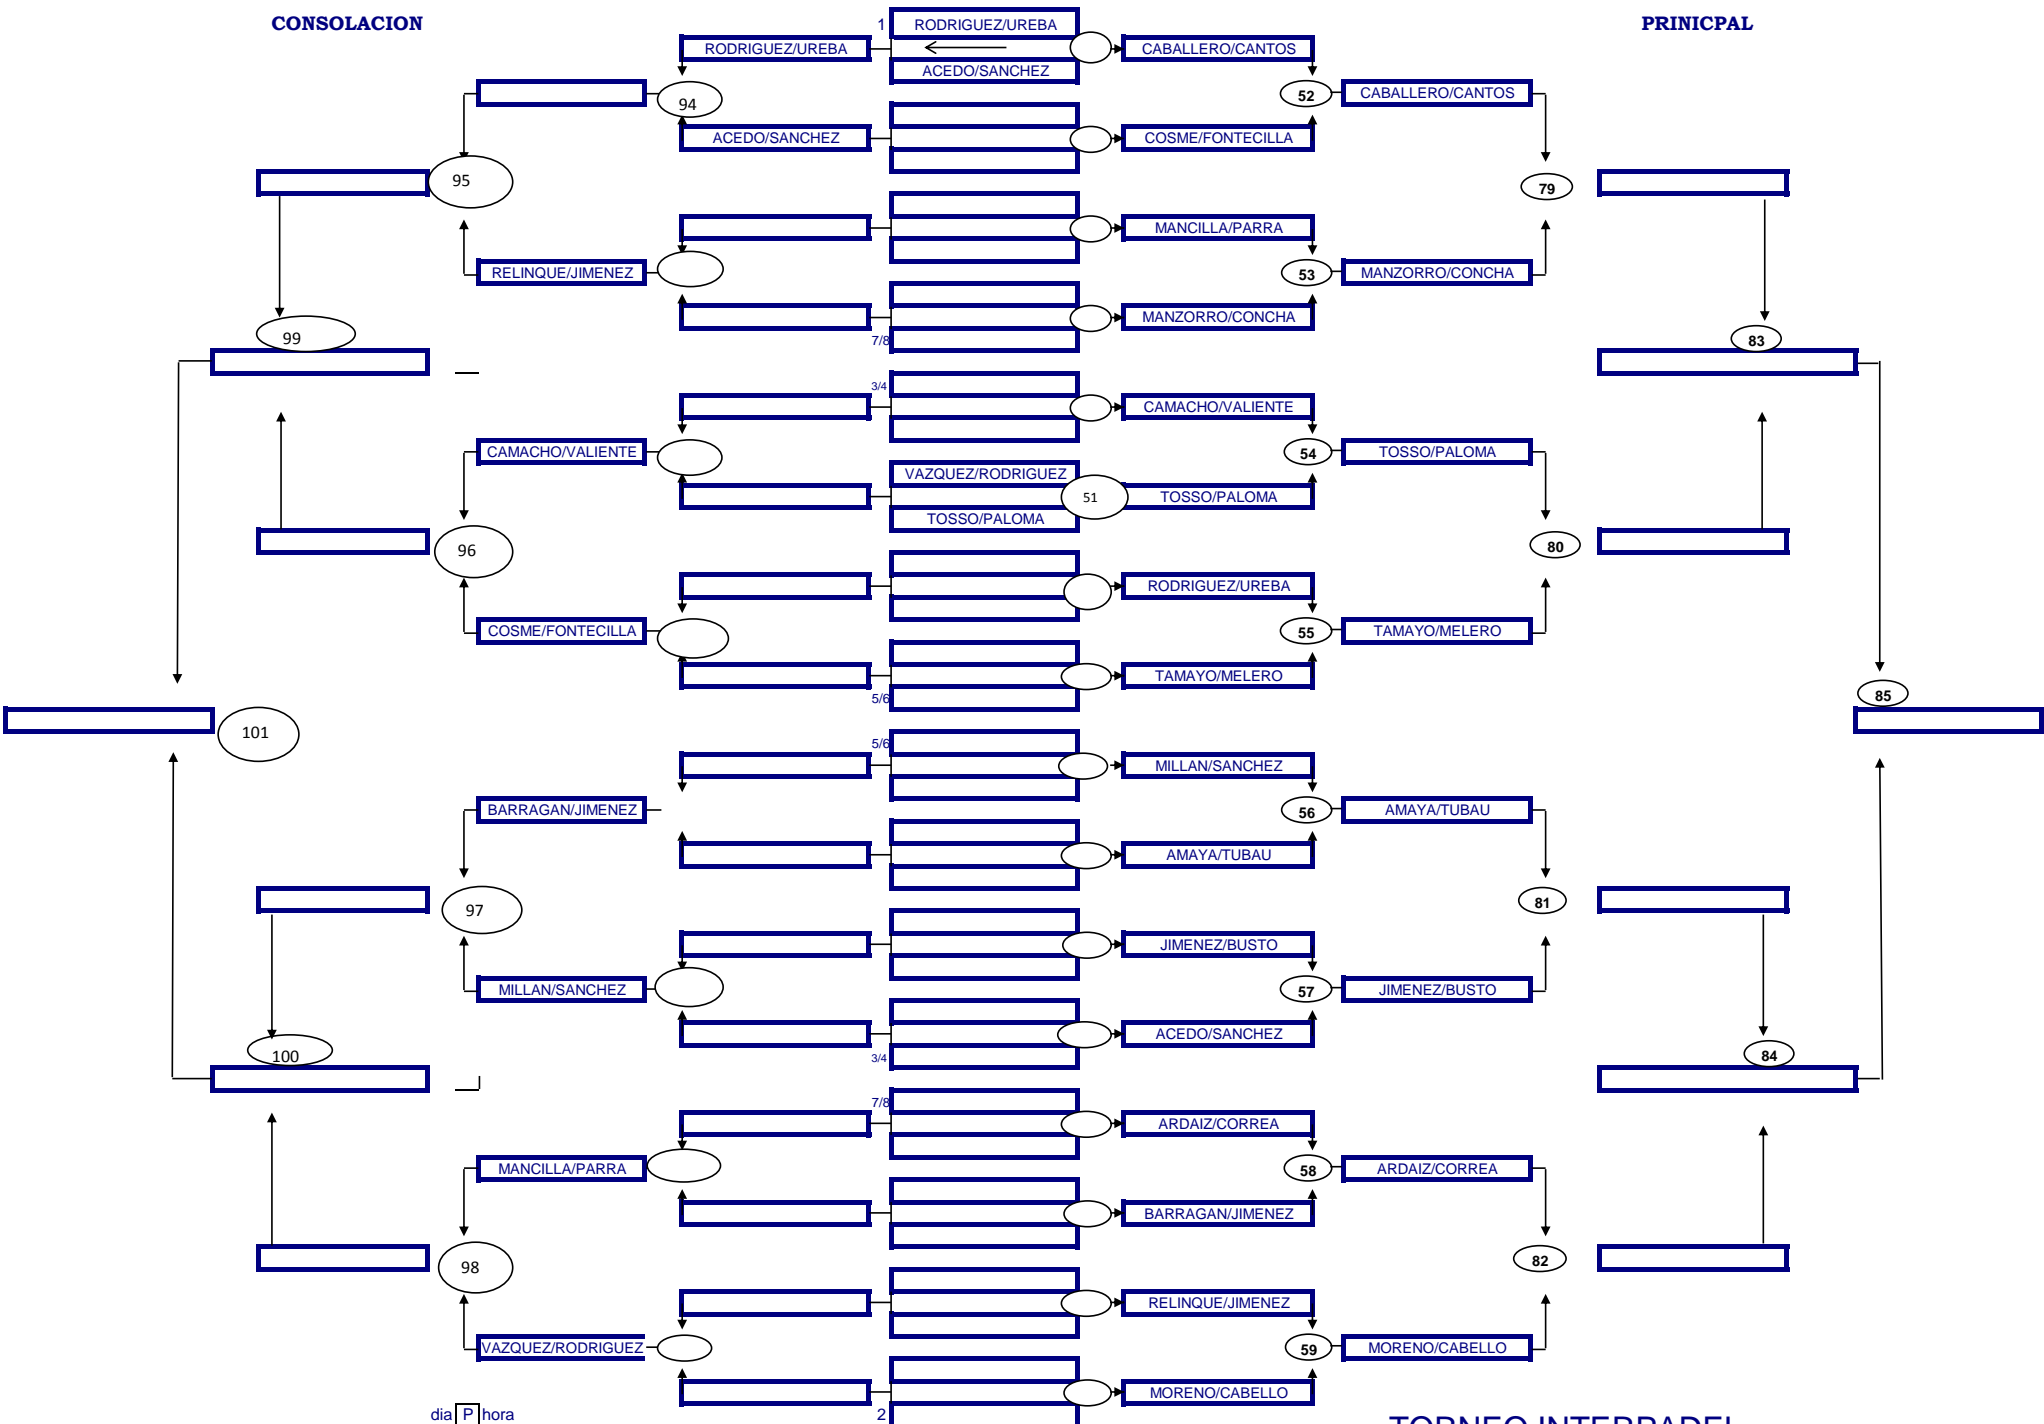 CONSOLACION
PRINICPAL
1
RODRIGUEZ/UREBA
RODRIGUEZ/UREBA
CABALLERO/CANTOS
ACEDO/SANCHEZ
94
52
CABALLERO/CANTOS
ACEDO/SANCHEZ
COSME/FONTECILLA
95
79
MANCILLA/PARRA
RELINQUE/JIMENEZ
53
MANZORRO/CONCHA
MANZORRO/CONCHA
99
7/8
83
3/4
CAMACHO/VALIENTE
CAMACHO/VALIENTE
54
TOSSO/PALOMA
VAZQUEZ/RODRIGUEZ
51
TOSSO/PALOMA
TOSSO/PALOMA
96
80
RODRIGUEZ/UREBA
COSME/FONTECILLA
55
TAMAYO/MELERO
TAMAYO/MELERO
5/6
85
101
5/6
MILLAN/SANCHEZ
BARRAGAN/JIMENEZ
56
AMAYA/TUBAU
AMAYA/TUBAU
97
81
JIMENEZ/BUSTO
MILLAN/SANCHEZ
57
JIMENEZ/BUSTO
ACEDO/SANCHEZ
100
3/4
84
7/8
ARDAIZ/CORREA
MANCILLA/PARRA
58
ARDAIZ/CORREA
BARRAGAN/JIMENEZ
98
82
RELINQUE/JIMENEZ
VAZQUEZ/RODRIGUEZ
59
MORENO/CABELLO
MORENO/CABELLO
dia P hora
2
TORNEO INTERPADEL